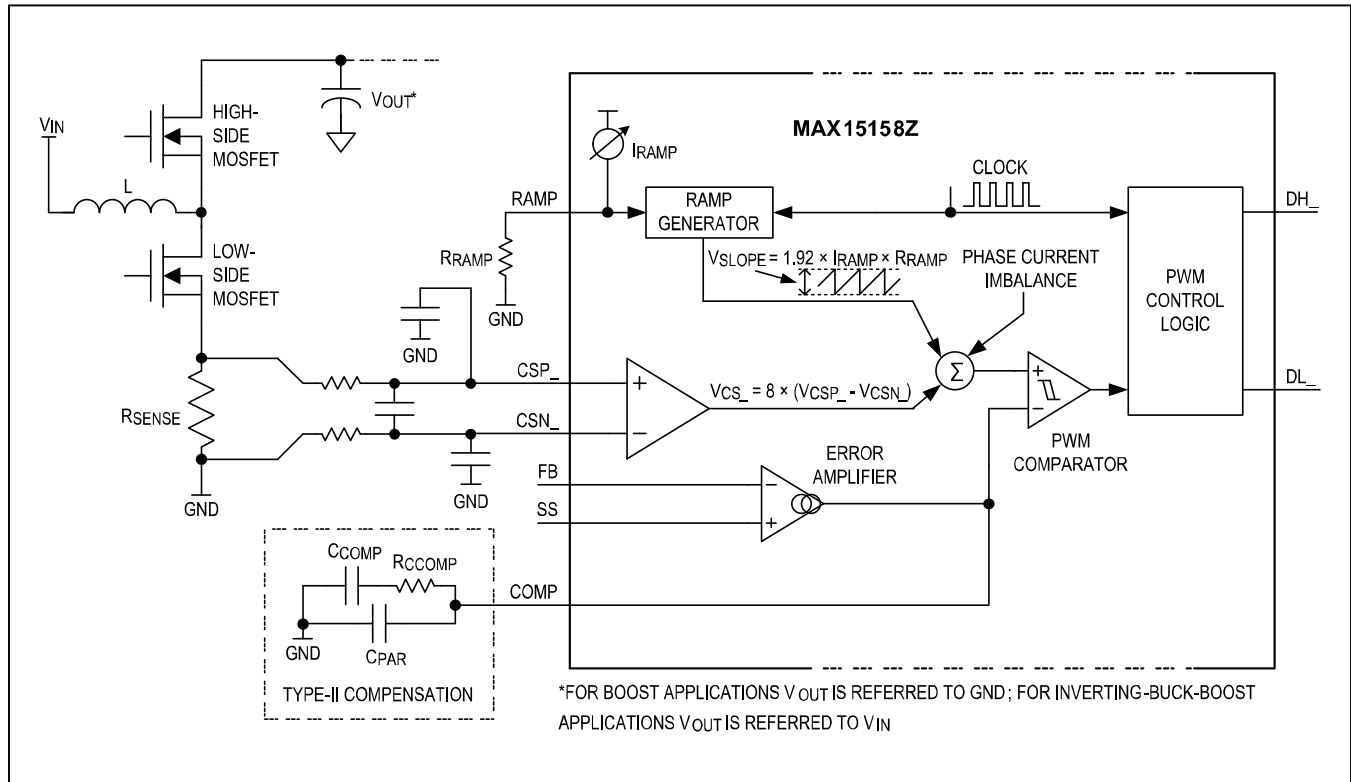 HIGH-
SIDE
MOSFET
VOUT*
VIN
L
LOW-
SIDE
MOSFET
RSENSE
GND
MAX15158Z
IRAMP
RAMP
RRAMP
GND
GND
RAMP
GENERATOR
CLOCK
VSLOPE = 1.92 × IRAMP × RRAMP
PHASE CURRENT
IMBALANCE
PWM
CONTROL
LOGIC
DH_
DL_
CSP_
+
VCS_ = 8 × (VCSP_ - VCSN_)
Σ
+
-
PWM
COMPARATOR
CSN_
-
GND
FB
-
ERROR
AMPLIFIER
SS
+
CCOMP
RCCOMP
COMP
GND
CPAR
TYPE-II COMPENSATION
*FOR BOOST APPLICATIONS VOUT IS REFERRED TO GND; FOR INVERTING-BUCK-BOOST
APPLICATIONS VOUT IS REFERRED TO VIN